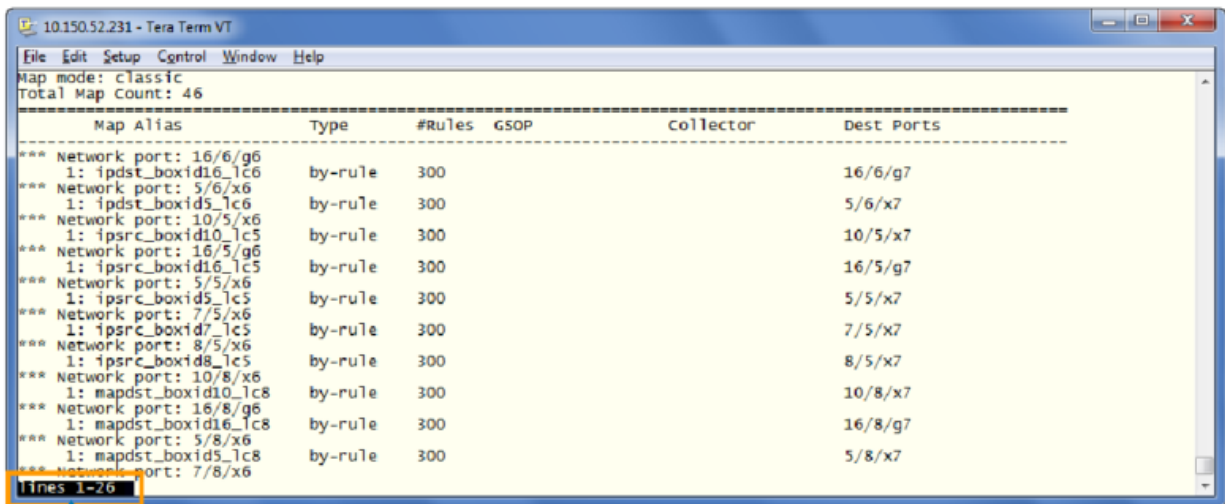 10.150.52.231 - Tera Term VT
File Edit Setup Control Window Help
Map mode: classic
Total Map Count: 46
Map Alias Type #Rules GSOP Collector Dest Ports
*** Network port: 16/6/g6
1: ipdst_boxid16_lc6 by-rule 300 16/6/g7
*** Network port: 5/6/x6
1: ipdst_boxid5_lc6 by-rule 300 5/6/x7
*** Network port: 10/5/x6
1: ipsrc_boxid10_lc5 by-rule 300 10/5/x7
*** Network port: 16/5/g6
1: ipsrc_boxid16_lc5 by-rule 300 16/5/g7
*** Network port: 5/5/x6
1: ipsrc_boxid5_lc5 by-rule 300 5/5/x7
*** Network port: 7/5/x6
1: ipsrc_boxid7_lc5 by-rule 300 7/5/x7
*** Network port: 8/5/x6
1: ipsrc_boxid8_lc5 by-rule 300 8/5/x7
*** Network port: 10/8/x6
1: mapdst_boxid10_lc8 by-rule 300 10/8/x7
*** Network port: 16/8/g6
1: mapdst_boxid16_lc8 by-rule 300 16/8/g7
*** Network port: 5/8/x6
1: mapdst_boxid5_lc8 by-rule 300 5/8/x7
*** Network port: 7/8/x6
lines 1-26